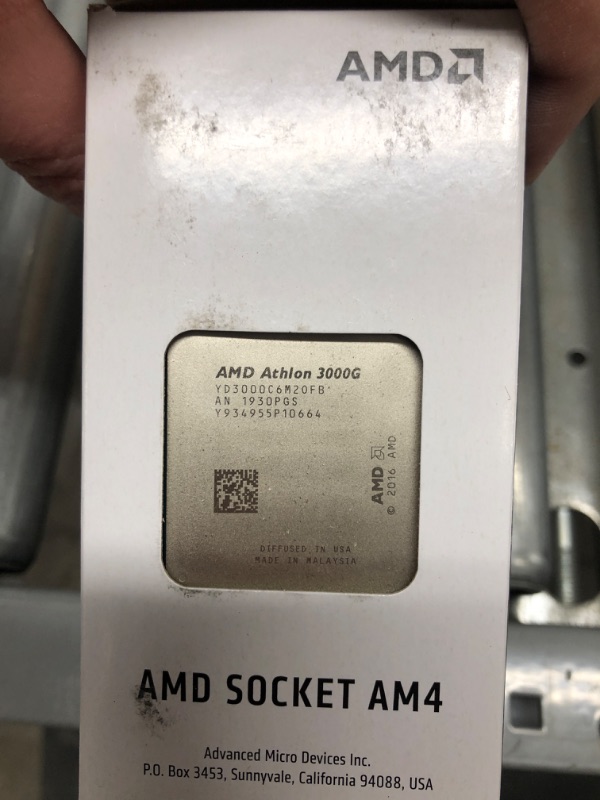 AMD
AMD Athlon 3000G
YD3000C6M2OFB
AN 1930PGS
Y934955P10664
AMD
© 2016 AMD
DIFFUSED IN USA
MADE IN MALAYSIA
AMD SOCKET AM4
Advanced Micro Devices Inc.
P.O. Box 3453, Sunnyvale, California 94088, USA